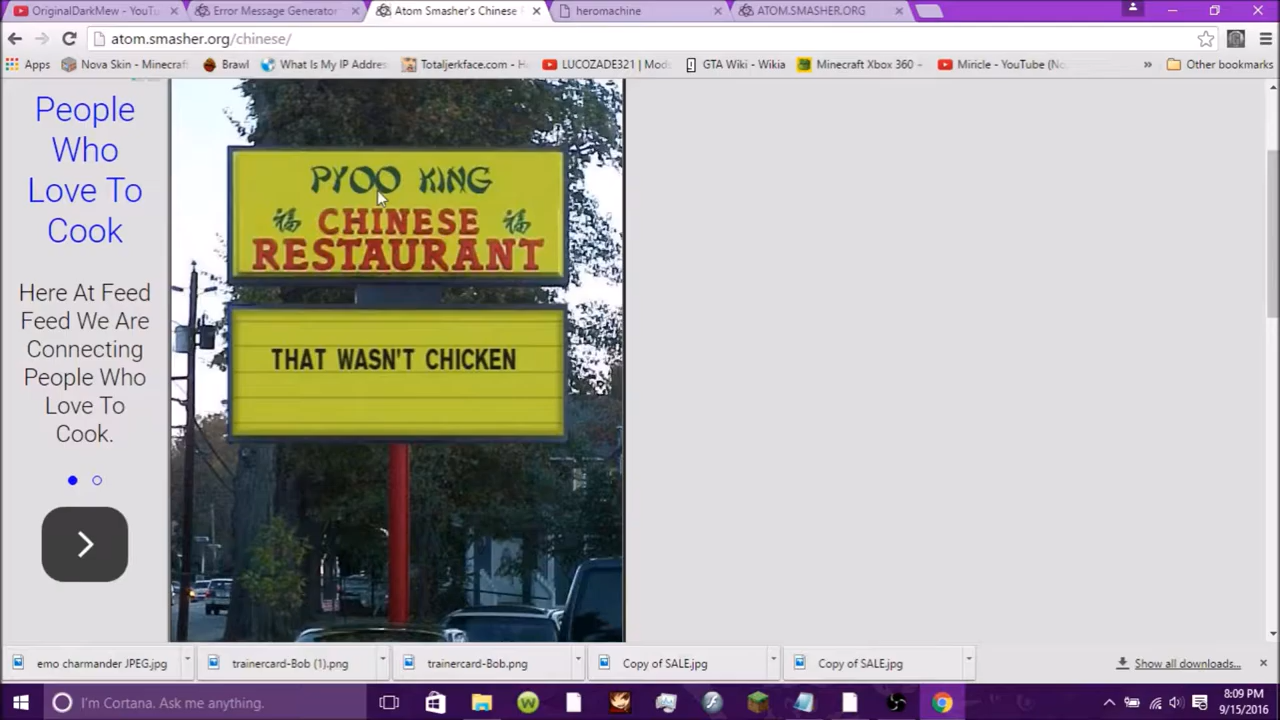 OriginalDarkMew - YouTu
Error Message Generator
Atom Smasher's Chinese
heromachine
ATOM.SMASHER.ORG
atom.smasher.org/chinese/
Apps
Nova Skin - Minecraft
Brawl
What Is My IP Addres
Totaljerkface.com - H
LUCOZADE321 | Mod
GTA Wiki - Wikia
Minecraft Xbox 360 -
Miricle - YouTube (No
»
Other bookmarks
People
Who
Love To
Cook
Here At Feed
Feed We Are
Connecting
People Who
Love To
Cook.
PYOO KING
福 CHINESE 福
RESTAURANT
THAT WASN'T CHICKEN
emo charmander JPEG.jpg
trainercard-Bob (1).png
trainercard-Bob.png
Copy of SALE.jpg
Copy of SALE.jpg
Show all downloads...
I'm Cortana. Ask me anything.
8:09 PM
9/15/2016